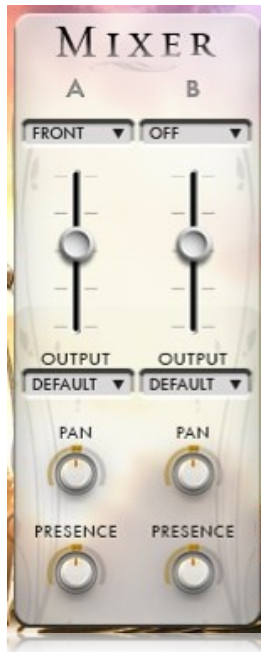 MIXER
A B
FRONT ▼ OFF ▼
OUTPUT OUTPUT
DEFAULT ▼ DEFAULT ▼
PAN PAN
PRESENCE PRESENCE